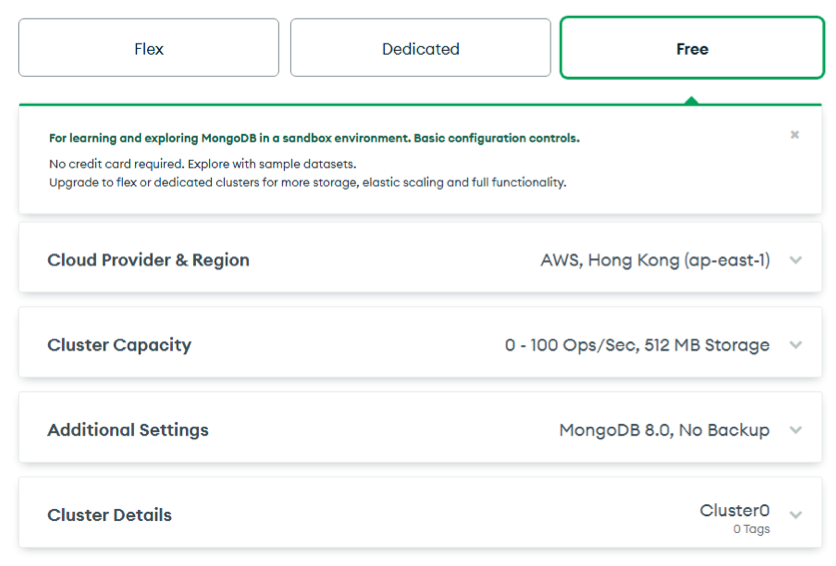 Flex
Dedicated
Free
For learning and exploring MongoDB in a sandbox environment. Basic configuration controls.
No credit card required. Explore with sample datasets.
Upgrade to flex or dedicated clusters for more storage, elastic scaling and full functionality.
Cloud Provider & Region
AWS, Hong Kong (ap-east-1)
Cluster Capacity
0 - 100 Ops/Sec, 512 MB Storage
Additional Settings
MongoDB 8.0, No Backup
Cluster Details
Cluster0
0 Tags